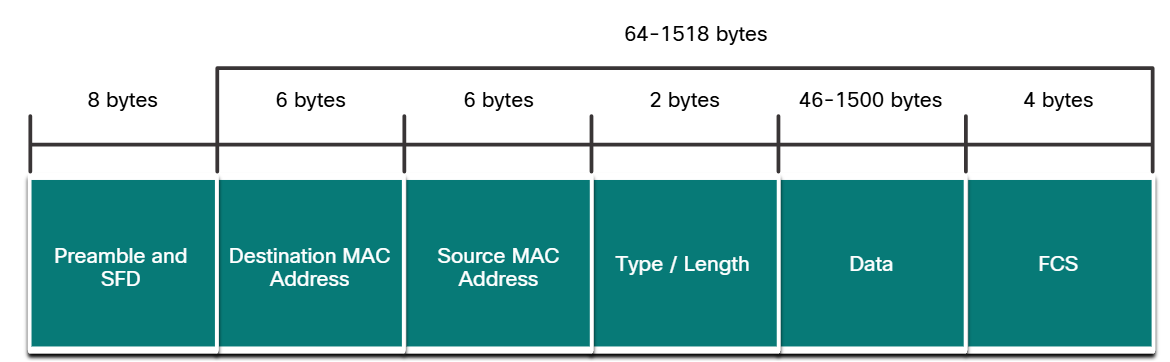 64-1518 bytes
8 bytes
6 bytes
6 bytes
2 bytes
46-1500 bytes
4 bytes
Preamble and
SFD
Destination MAC
Address
Source MAC
Address
Type / Length
Data
FCS